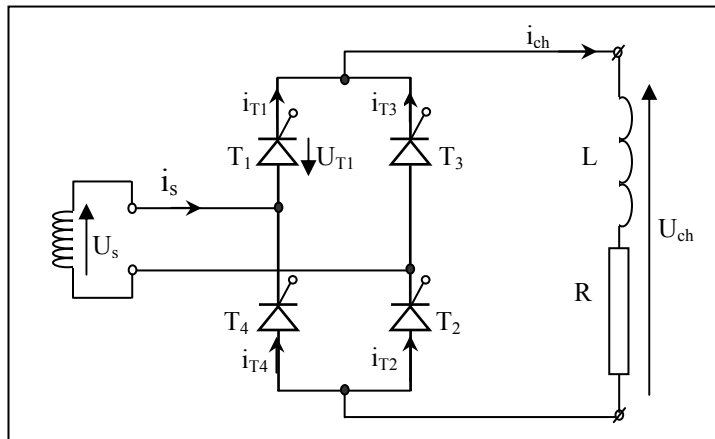 i_ch
i_T1
i_T3
T_1
U_T1
T_3
L
i_s
U_s
U_ch
R
T_4
T_2
i_T4
i_T2